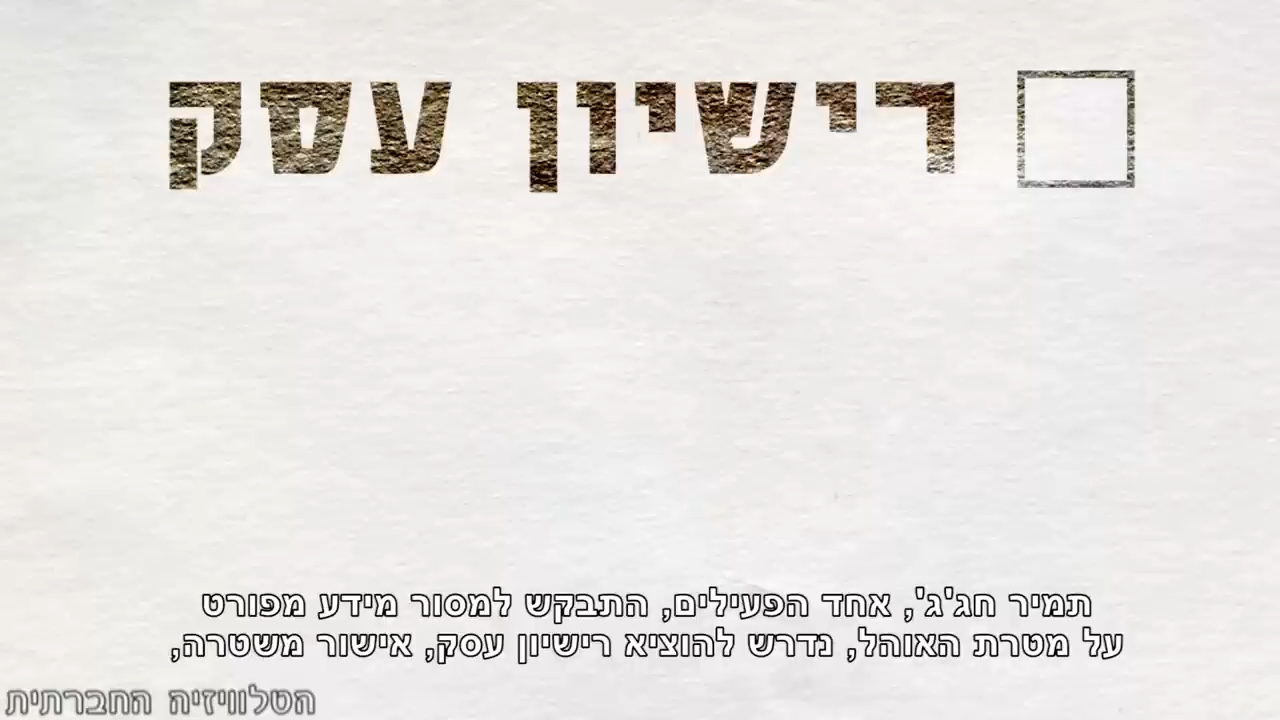 רישיון עסק
תמיר חג'ג', אחד הפעילים, התבקש למסור מידע מפורט
על מטרת האוהל, נדרש להוציא רישיון עסק, אישור משטרה,
הטלוויזיה החברתית